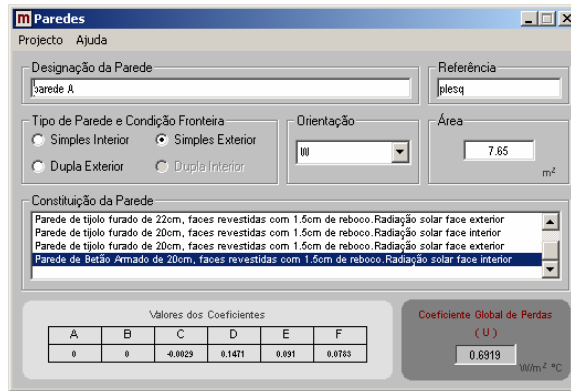 m Paredes
Projecto Ajuda
Designação da Parede
parede A
Referência
plesq
Tipo de Parede e Condição Fronteira
Simples Interior Simples Exterior
Dupla Exterior Dupla Interior
Orientação
W
Área
7.65
m²
Constituição da Parede
Parede de tijolo furado de 22cm, faces revestidas com 1.5cm de reboco.Radiação solar face exterior
Parede de tijolo furado de 20cm, faces revestidas com 1.5cm de reboco.Radiação solar face interior
Parede de tijolo furado de 20cm, faces revestidas com 1.5cm de reboco.Radiação solar face exterior
Parede de Betão Armado de 20cm, faces revestidas com 1.5cm de reboco.Radiação solar face interior
Valores dos Coeficientes
A B C D E F
0 0 -0.0029 0.1471 0.091 0.0783
Coeficiente Global de Perdas
( U )
0.6919
W/m² ºC